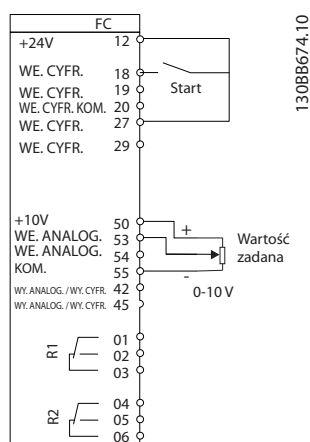 FC
+24V 12
WE. CYFR. 18
WE. CYFR. 19
WE. CYFR. KOM. 20
WE. CYFR. 27
WE. CYFR. 29
Start
+10V 50
WE. ANALOG. 53
WE. ANALOG. 54
KOM. 55
WY. ANALOG. / WY. CYFR. 42
WY. ANALOG. / WY. CYFR. 45
+
-
Wartość
zadana
0-10 V
R1
01
02
03
R2
04
05
06
130BB674.10